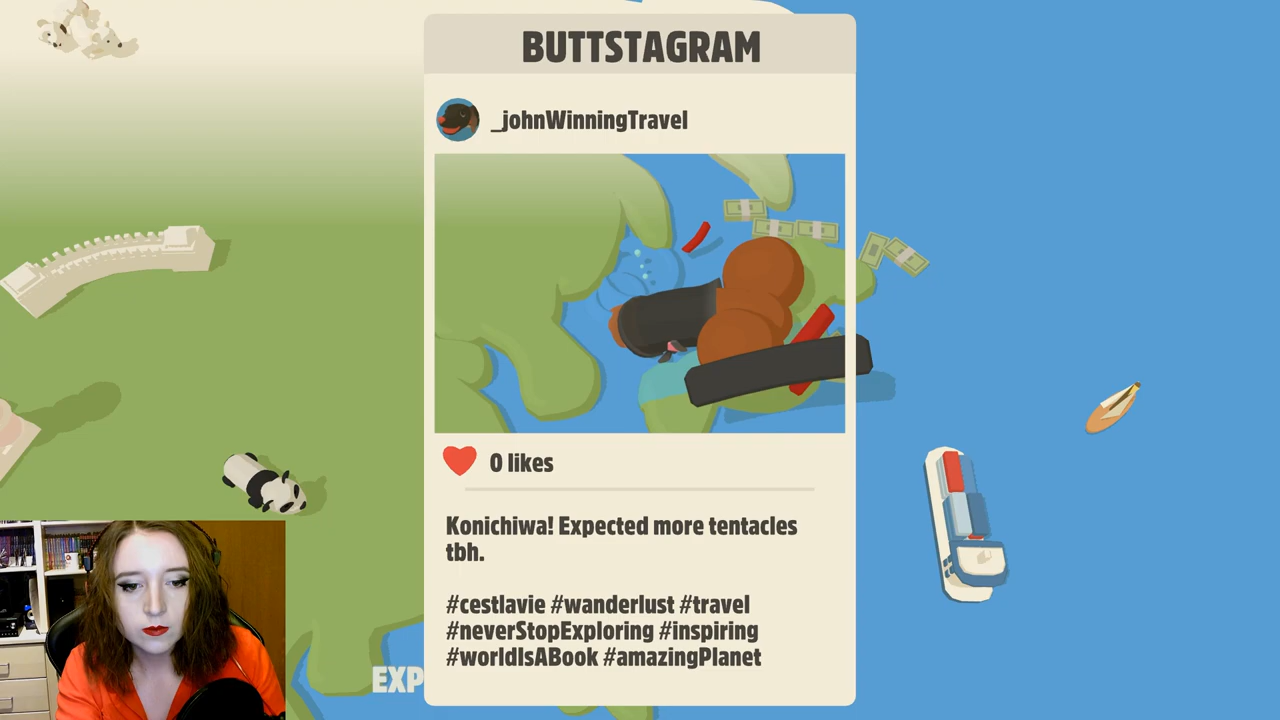 BUTTSTAGRAM
_johnWinningTravel
0 likes
Konichiwa! Expected more tentacles
tbh.
#cestlavie #wanderlust #travel
#neverStopExploring #inspiring
#worldIsABook #amazingPlanet
EXP